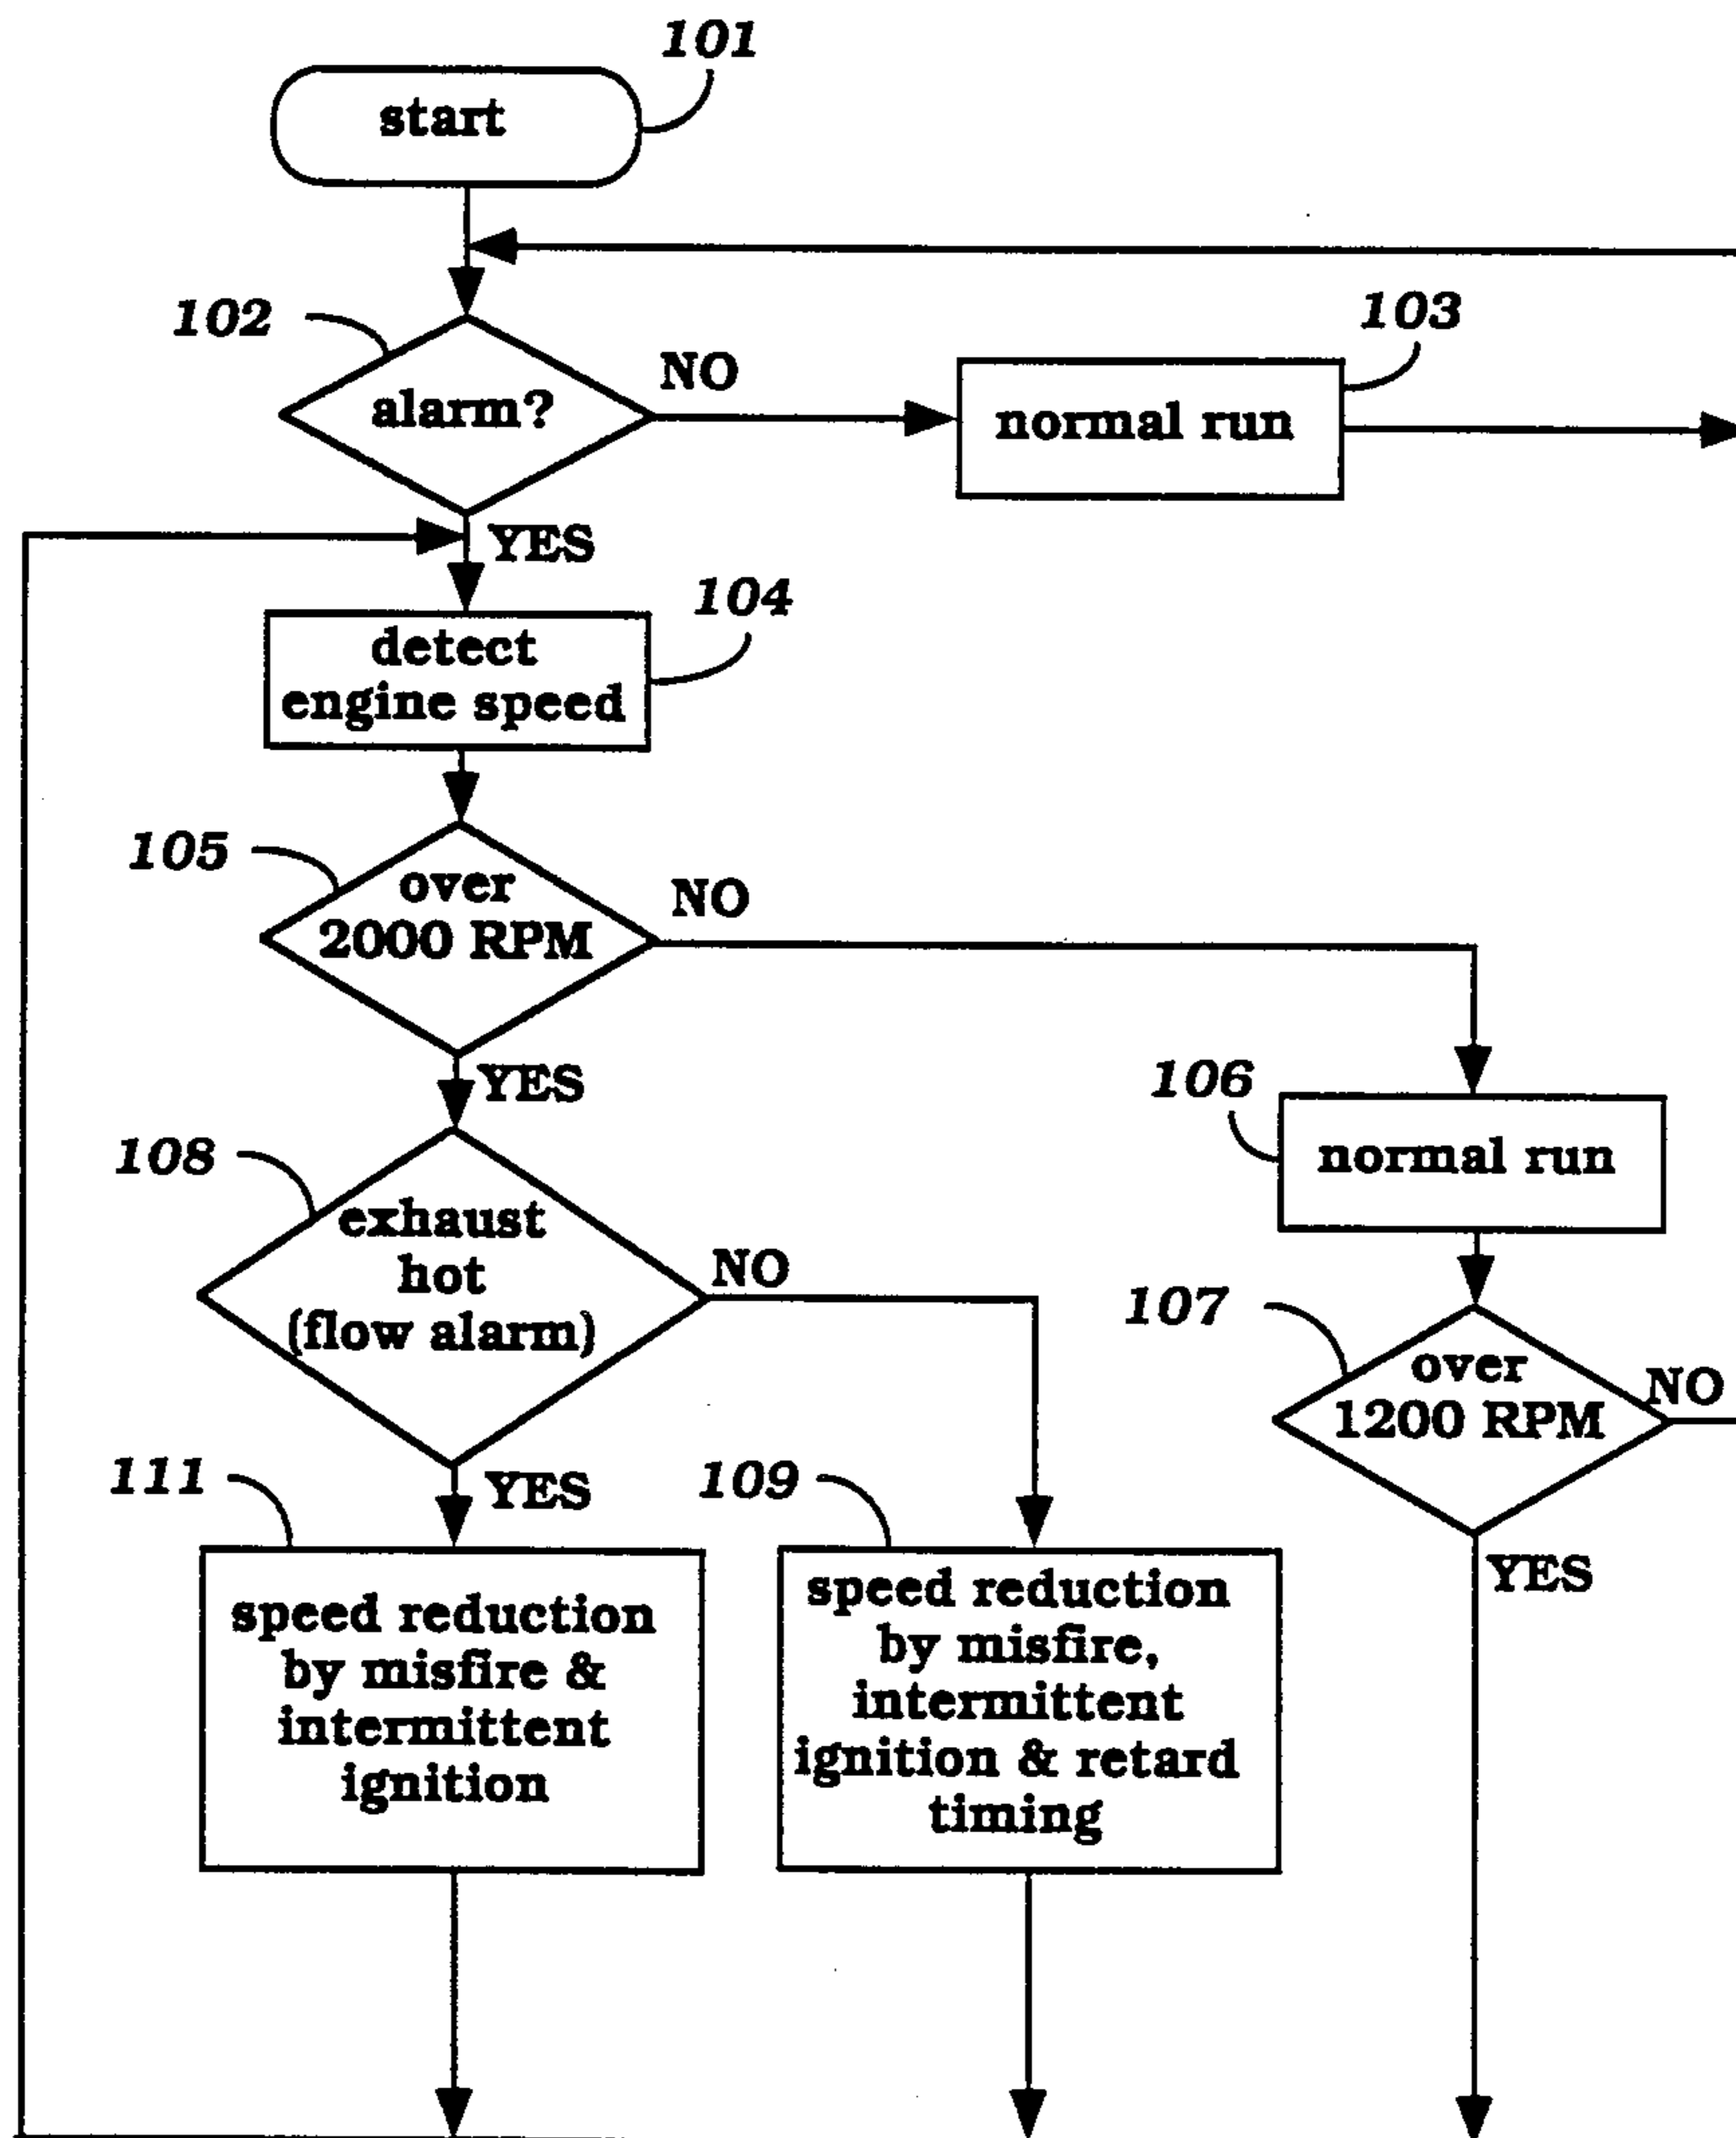 101
start
102
alarm?
NO
103
normal run
YES
104
detect
engine speed
105
over
2000 RPM
NO
YES
106
normal run
108
exhaust
hot
(flow alarm)
NO
107
over
1200 RPM
NO
111
YES
109
YES
speed reduction
by misfire &
intermittent
ignition
speed reduction
by misfire,
intermittent
ignition & retard
timing